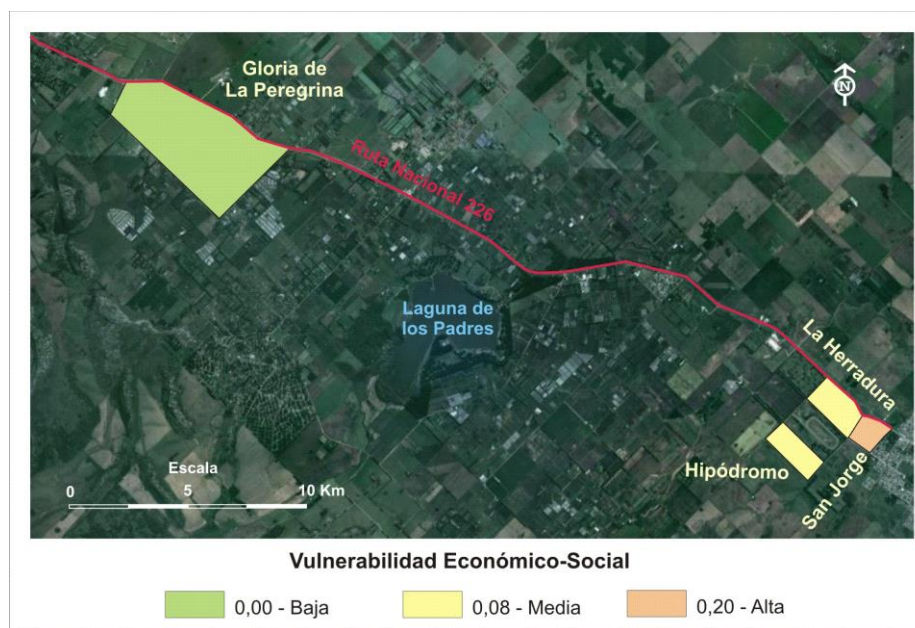 Gloria de
La Peregrina
N
Ruta Nacional 226
Laguna de
los Padres
La Herradura
Hipódromo
San Jorge
Escala
0 5 10 Km
Vulnerabilidad Económico-Social
0,00 - Baja
0,08 - Media
0,20 - Alta